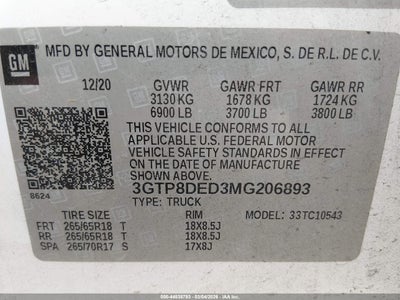 GM
MFD BY GENERAL MOTORS DE MEXICO, S. DE R.L. DE C.V.
12/20 GVWR GAWR FRT GAWR RR
3130 KG 1678 KG 1724 KG
6900 LB 3700 LB 3800 LB
THIS VEHICLE CONFORMS TO ALL
APPLICABLE U.S. FEDERAL MOTOR
VEHICLE SAFETY STANDARDS IN EFFECT
ON THE DATE OF MANUFACTURE
SHOWN ABOVE.
8624
3GTP8DED3MG206893
TYPE: TRUCK MODEL: 33TC10543
TIRE SIZE SPEED RTG RIM
FRT 265/65R18 T 18X8.5J
RR 265/65R18 T 18X8.5J
SPA 265/70R17 S 17X8J